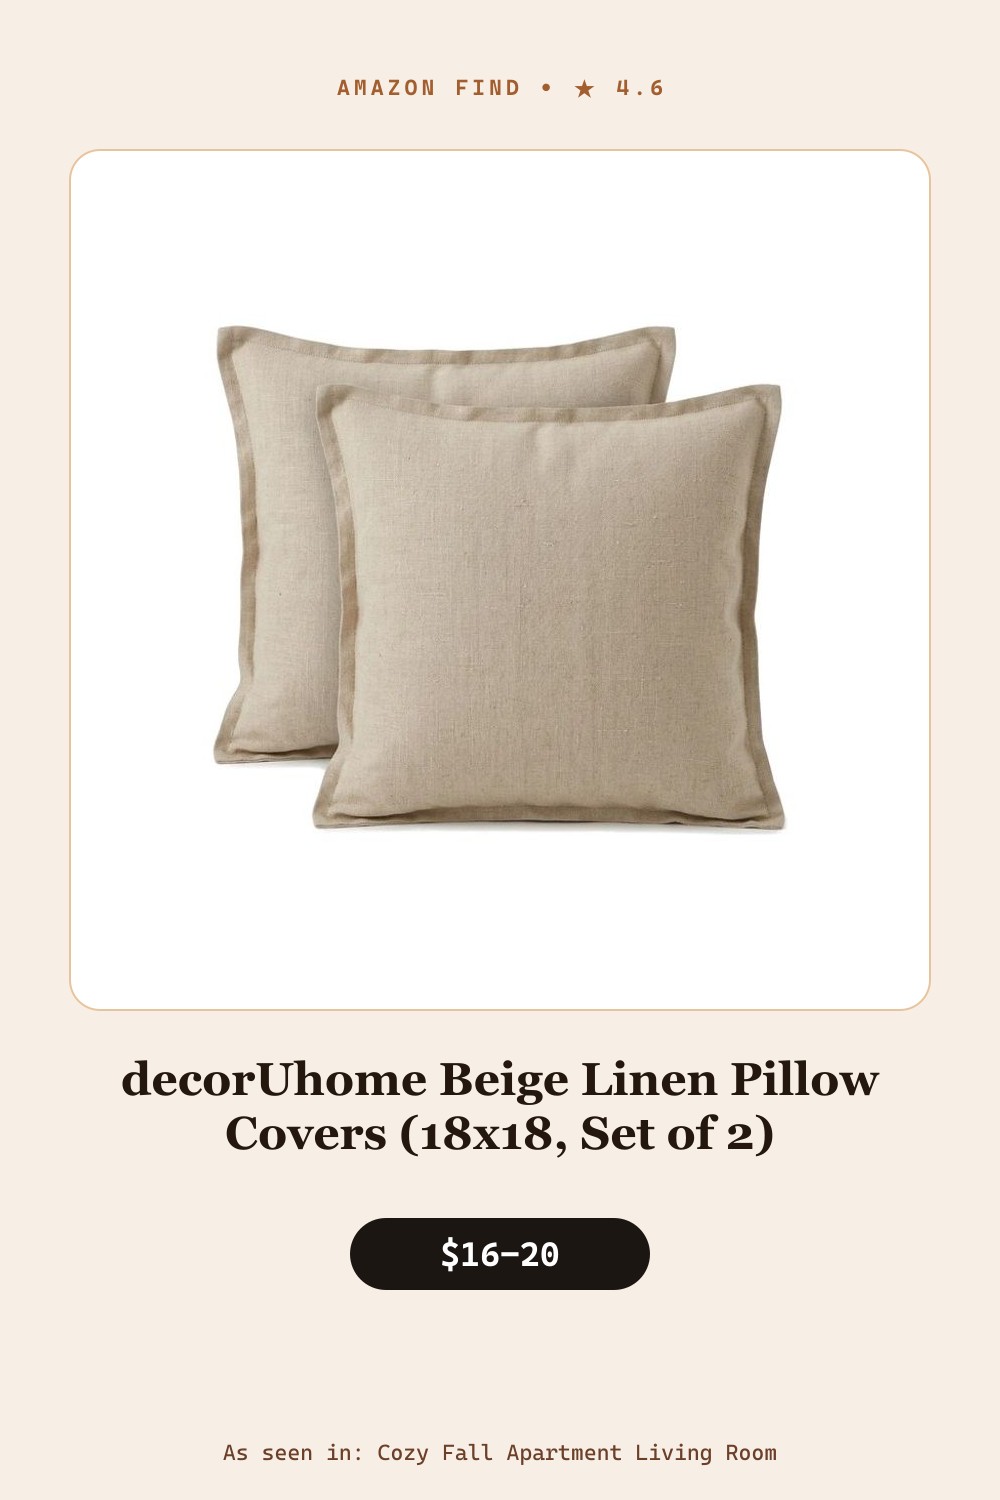 AMAZON FIND • ★ 4.6
decorUhome Beige Linen Pillow
Covers (18x18, Set of 2)
$16–20
As seen in: Cozy Fall Apartment Living Room